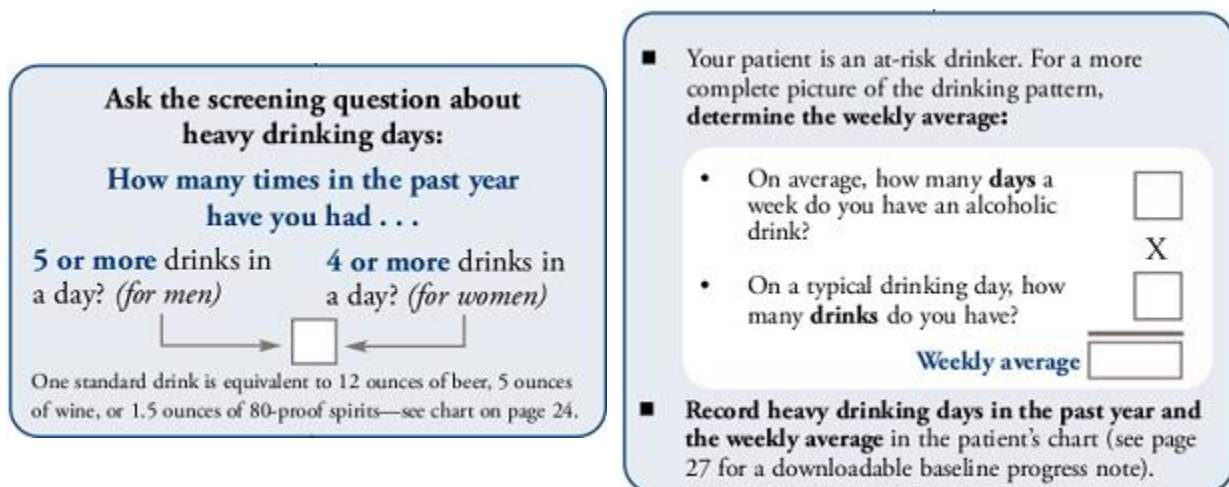 Ask the screening question about
heavy drinking days:
How many times in the past year
have you had . . .
5 or more drinks in
a day? (for men)
4 or more drinks in
a day? (for women)
One standard drink is equivalent to 12 ounces of beer, 5 ounces
of wine, or 1.5 ounces of 80-proof spirits—see chart on page 24.
■ Your patient is an at-risk drinker. For a more
complete picture of the drinking pattern,
determine the weekly average:
• On average, how many days a
week do you have an alcoholic
drink?
X
• On a typical drinking day, how
many drinks do you have?
Weekly average
■ Record heavy drinking days in the past year and
the weekly average in the patient's chart (see page
27 for a downloadable baseline progress note).